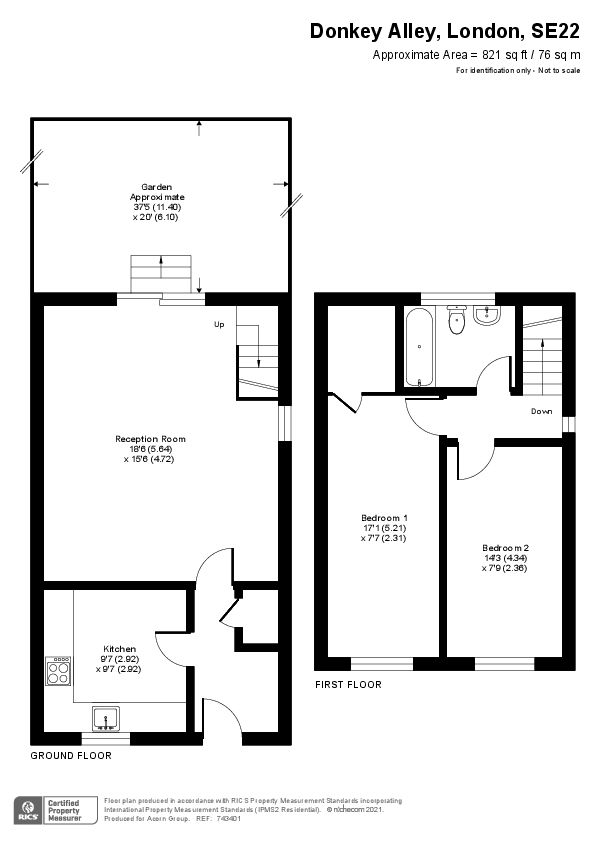 Donkey Alley, London, SE22
Approximate Area = 821 sq ft / 76 sq m
For identification only - Not to scale
Garden
Approximate
37'5 (11.40)
x 20' (6.10)
Up
Reception Room
18'6 (5.64)
x 15'6 (4.72)
Down
Bedroom 1
17'1 (5.21)
x 7'7 (2.31)
Bedroom 2
14'3 (4.34)
x 7'9 (2.36)
Kitchen
9'7 (2.92)
x 9'7 (2.92)
FIRST FLOOR
GROUND FLOOR
RICS
Certified
Property
Measurer
Floor plan produced in accordance with RICS Property Measurement Standards incorporating
International Property Measurement Standards (IPMS2 Residential). © nichecom 2021.
Produced for Acorn Group. REF: 743401